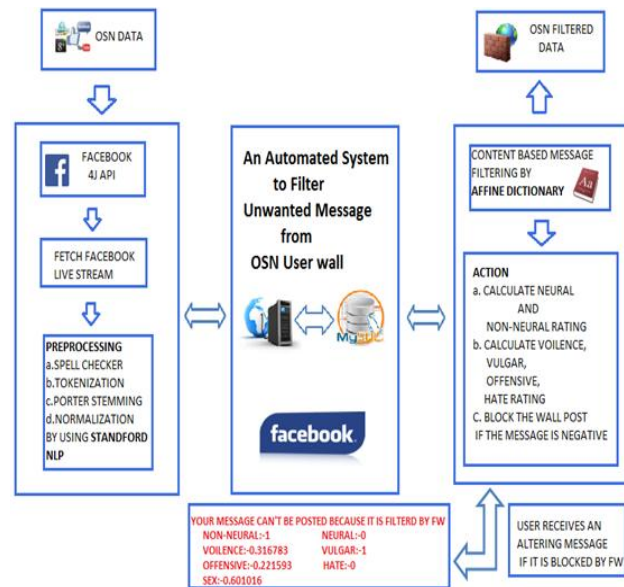 OSN DATA
FACEBOOK
4J API
FETCH FACEBOOK
LIVE STREAM
PREPROCESSING
a.SPELL CHECKER
b.TOKENIZATION
c.PORTER STEMMING
d.NORMALIZATION
BY USING STANDFORD
NLP
An Automated System
to Filter
Unwanted Message
from
OSN User wall
MySQL
facebook
OSN FILTERED
DATA
CONTENT BASED MESSAGE
FILTERING BY
AFFINE DICTIONARY
Aa
ACTION
a. CALCULATE NEURAL
AND
NON-NEURAL RATING
b. CALCULATE VOILENCE,
VULGAR,
OFFENSIVE,
HATE RATING
C. BLOCK THE WALL POST
IF THE MESSAGE IS NEGATIVE
YOUR MESSAGE CAN'T BE POSTED BECAUSE IT IS FILTERD BY FW
NON-NEURAL:-1 NEURAL:-0
VOILENCE:-0.316783 VULGAR:-1
OFFENSIVE:-0.221593 HATE:-0
SEX:-0.601016
USER RECEIVES AN
ALTERING MESSAGE
IF IT IS BLOCKED BY FW